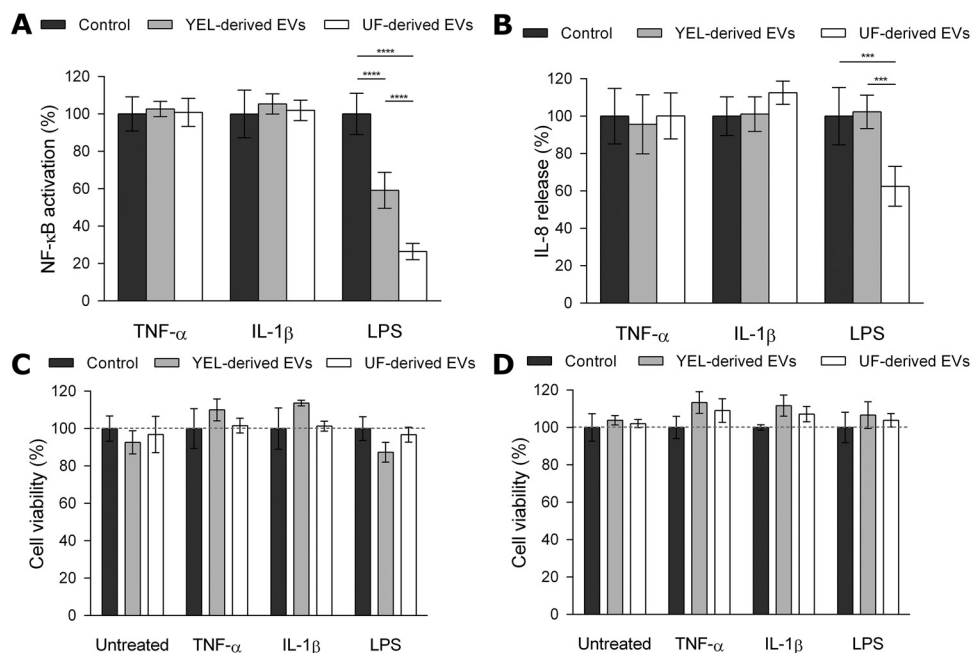 A
Control YEL-derived EVs UF-derived EVs
NF-κB activation (%)
120
100
80
60
40
20
0
****
****
****
TNF-α IL-1β LPS
B
Control YEL-derived EVs UF-derived EVs
IL-8 release (%)
120
100
80
60
40
20
0
***
***
TNF-α IL-1β LPS
C
Control YEL-derived EVs UF-derived EVs
Cell viability (%)
120
100
80
60
40
20
0
Untreated TNF-α IL-1β LPS
D
Control YEL-derived EVs UF-derived EVs
Cell viability (%)
120
100
80
60
40
20
0
Untreated TNF-α IL-1β LPS